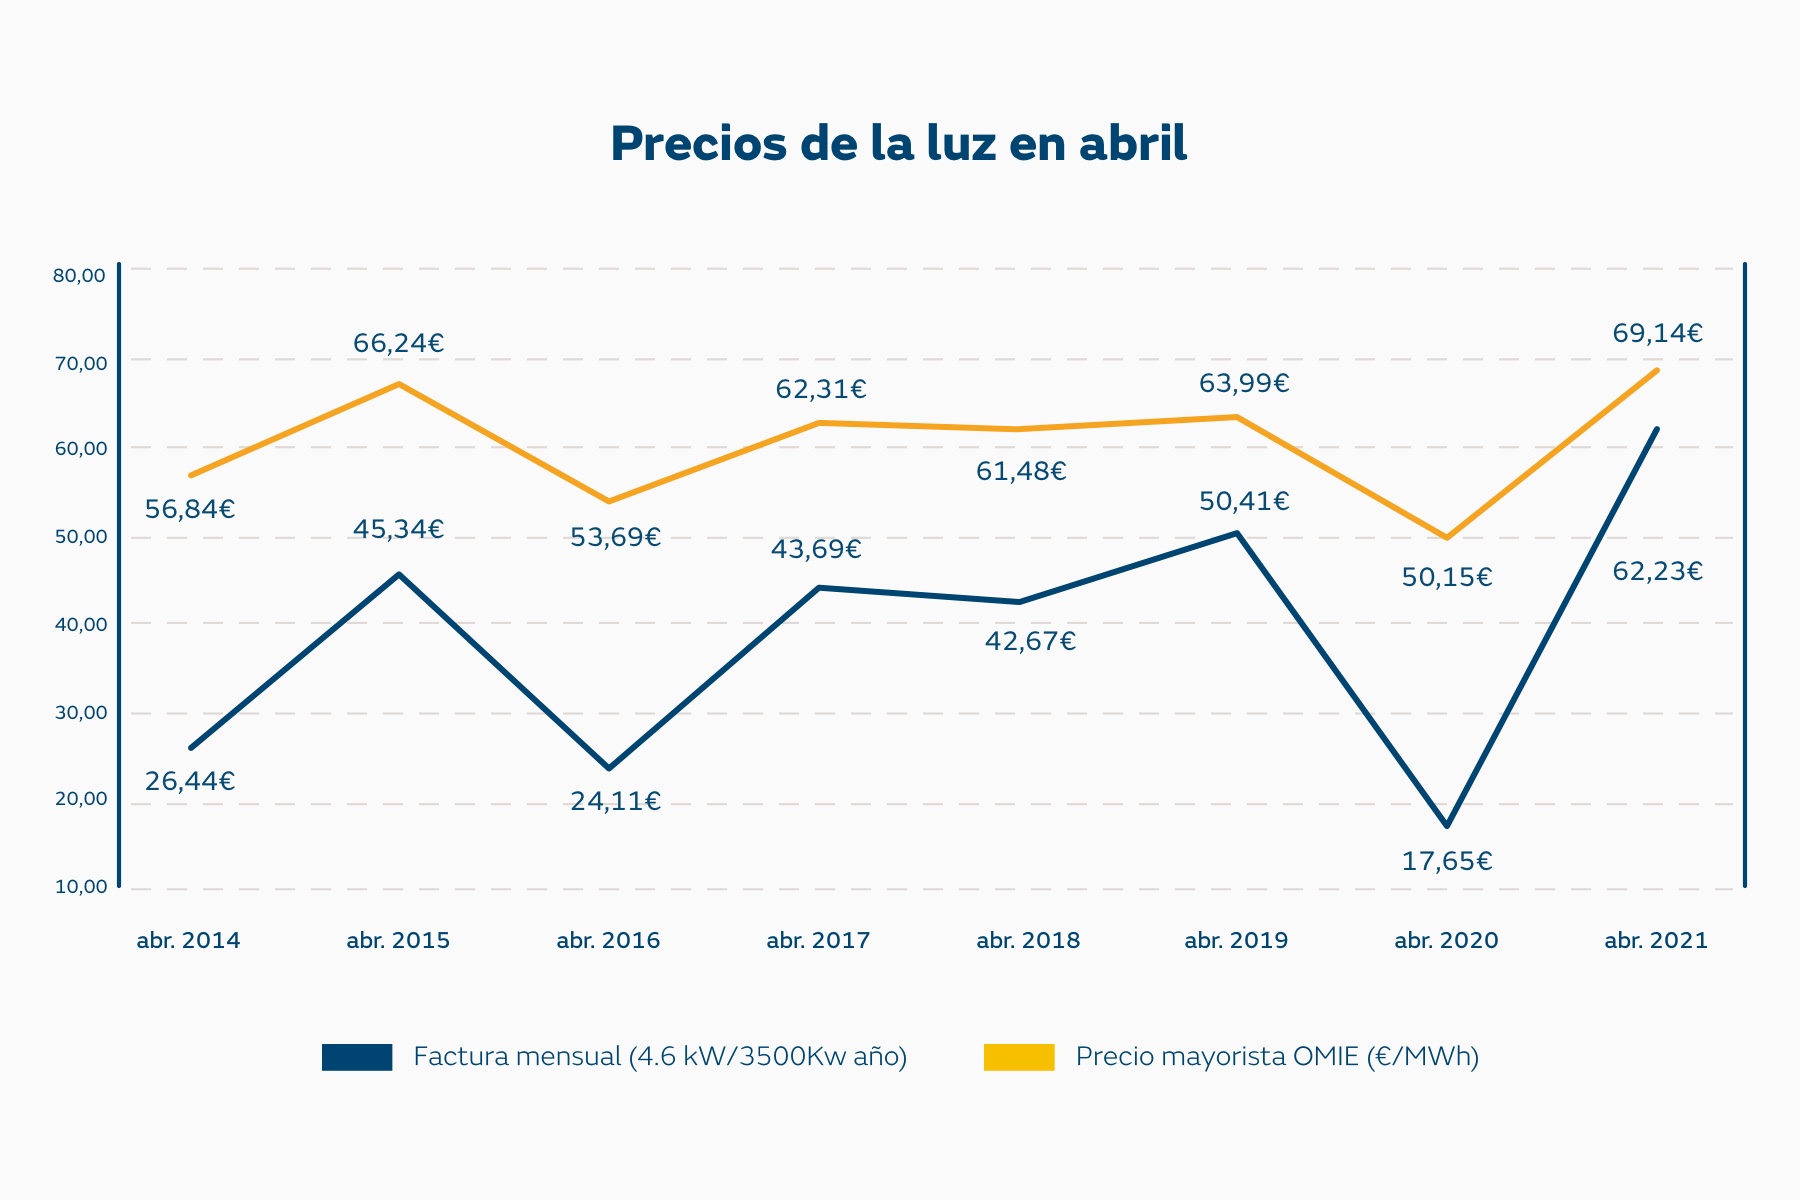 Precios de la luz en abril
80,00
70,00
60,00
50,00
40,00
30,00
20,00
10,00
69,14€
66,24€
63,99€
62,31€
61,48€
50,41€
56,84€
45,34€
53,69€
43,69€
62,23€
50,15€
42,67€
26,44€
24,11€
17,65€
abr. 2014
abr. 2015
abr. 2016
abr. 2017
abr. 2018
abr. 2019
abr. 2020
abr. 2021
Factura mensual (4.6 kW/3500Kw año)
Precio mayorista OMIE (€/MWh)